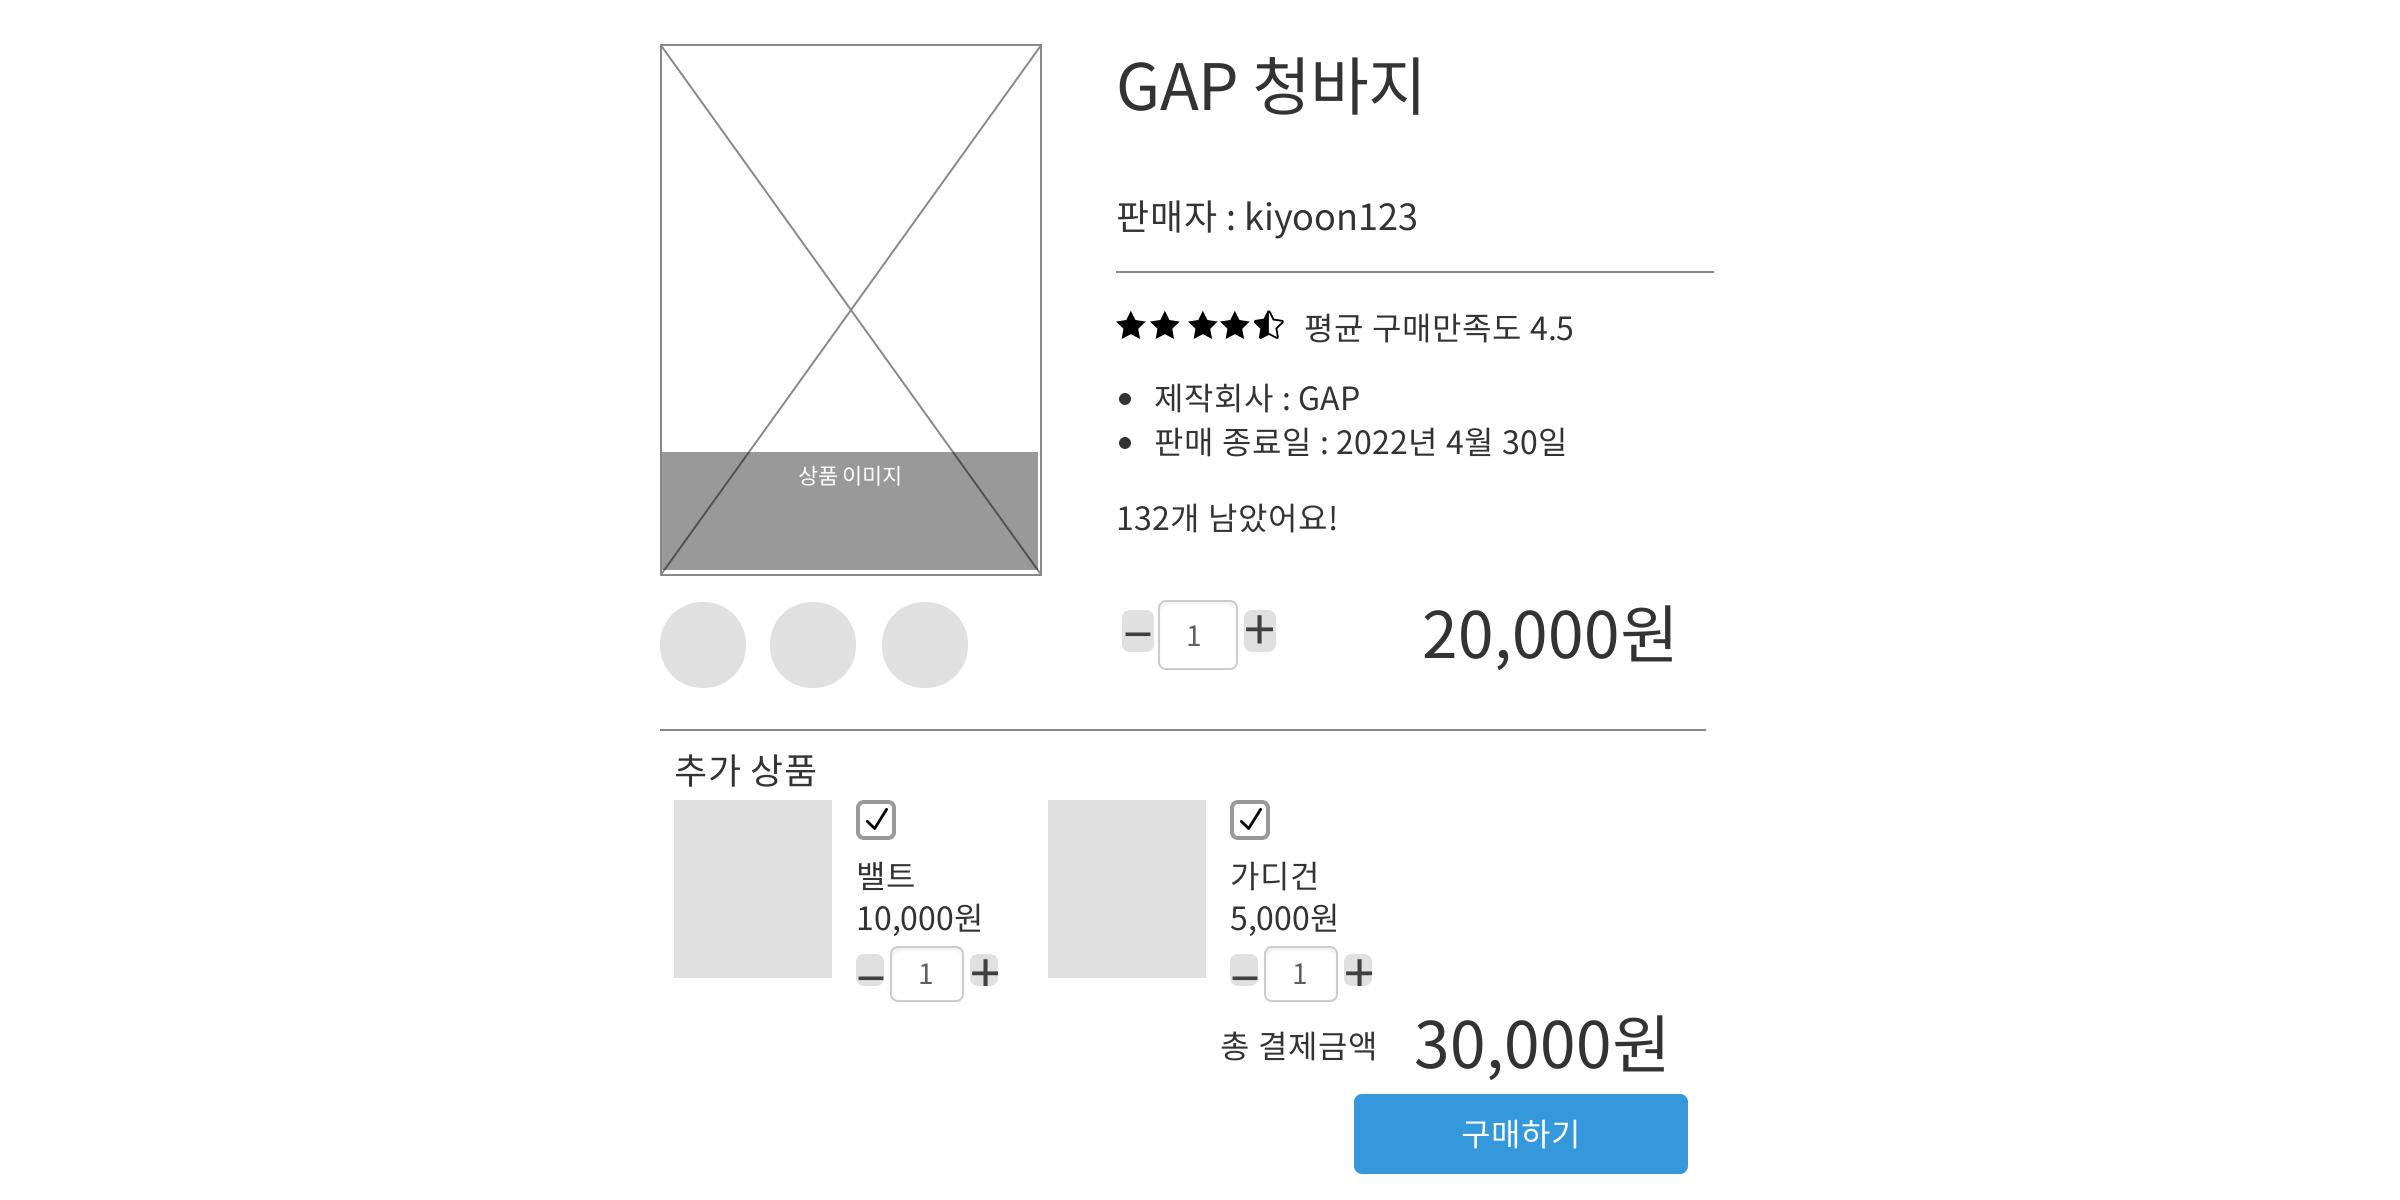 GAP 청바지
판매자 : kiyoon123
평균 구매만족도 4.5
제작회사 : GAP
판매 종료일 : 2022년 4월 30일
132개 남았어요!
상품 이미지
1
20,000원
추가 상품
밸트
10,000원
1
가디건
5,000원
1
총 결제금액 30,000원
구매하기